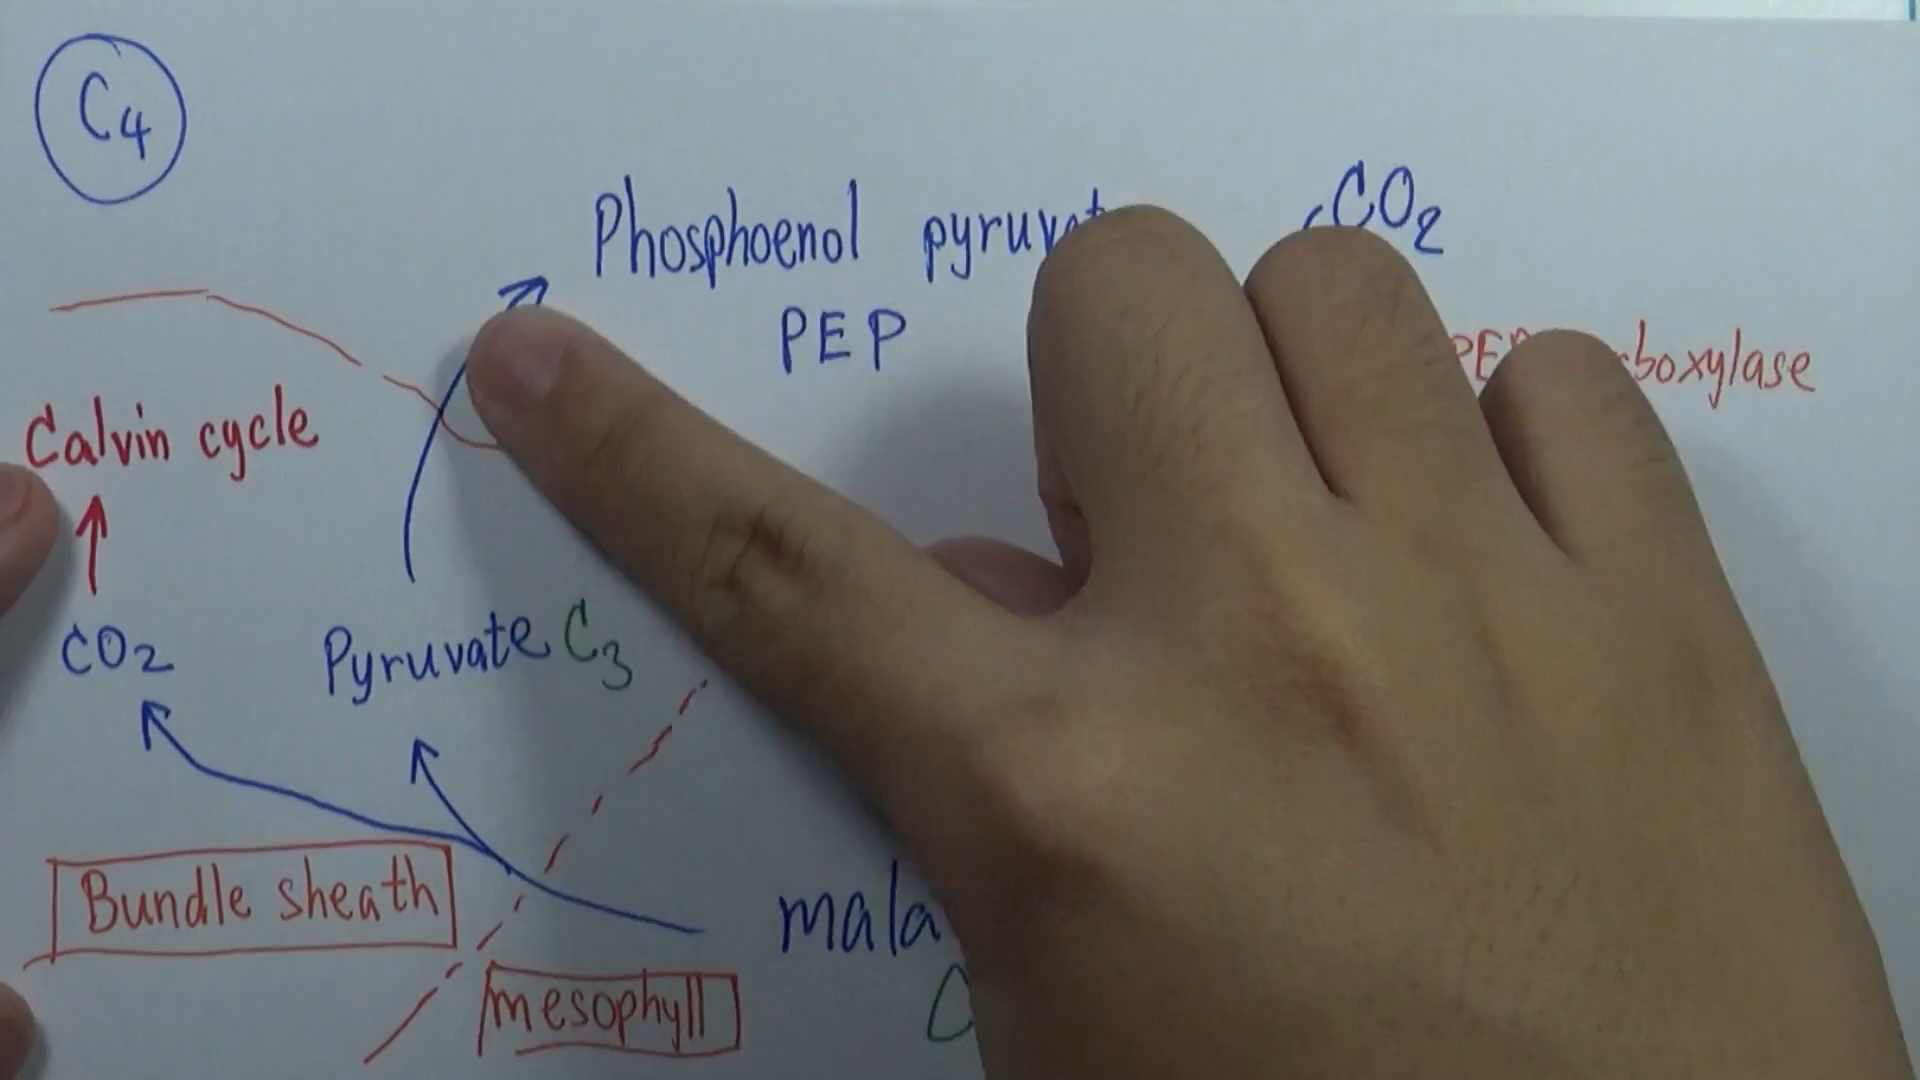 C4
Phosphoenol
CO2
PEP
boxylase
Calvin cycle
CO2
Pyruvate C3
Bundle sheath
mesophyll